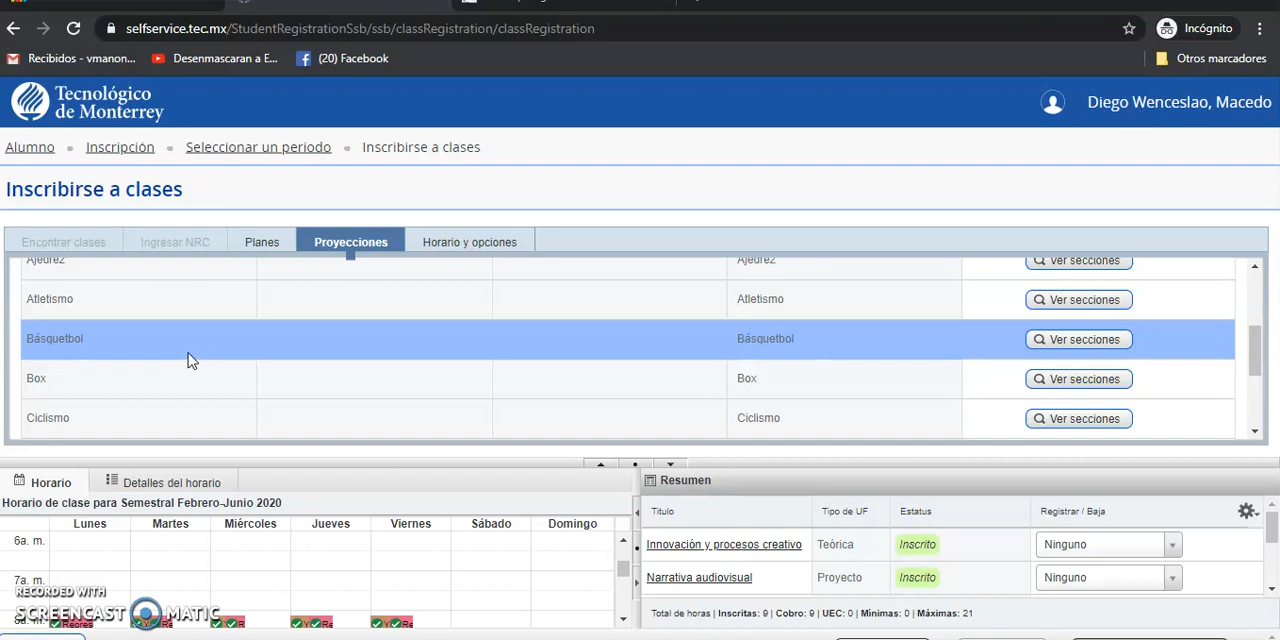 selfservice.tec.mx/StudentRegistrationSsb/ssb/classRegistration/classRegistration
Incógnito
Recibidos - vmanon...
Desenmascaran a E...
(20) Facebook
Otros marcadores
Tecnológico
de Monterrey
Diego Wenceslao, Macedo
Alumno
Inscripción
Seleccionar un periodo
Inscribirse a clases
Inscribirse a clases
Encontrar clases
Ingresar NRC
Planes
Proyecciones
Horario y opciones
Ajedrez Ajedrez Ver secciones
Atletismo Atletismo Ver secciones
Básquetbol Básquetbol Ver secciones
Box Box Ver secciones
Ciclismo Ciclismo Ver secciones
Horario
Detalles del horario
Horario de clase para Semestral Febrero-Junio 2020
Lunes Martes Miércoles Jueves Viernes Sábado Domingo
6a. m.
7a. m.
RECORDED WITH
SCREENCAST MATIC
Resumen
Título Tipo de UF Estatus Registrar / Baja
Innovación y procesos creativo Teórica Inscrito Ninguno
Narrativa audiovisual Proyecto Inscrito Ninguno
Total de horas | Inscritas: 9 | Cobro: 9 | UEC: 0 | Mínimas: 0 | Máximas: 21